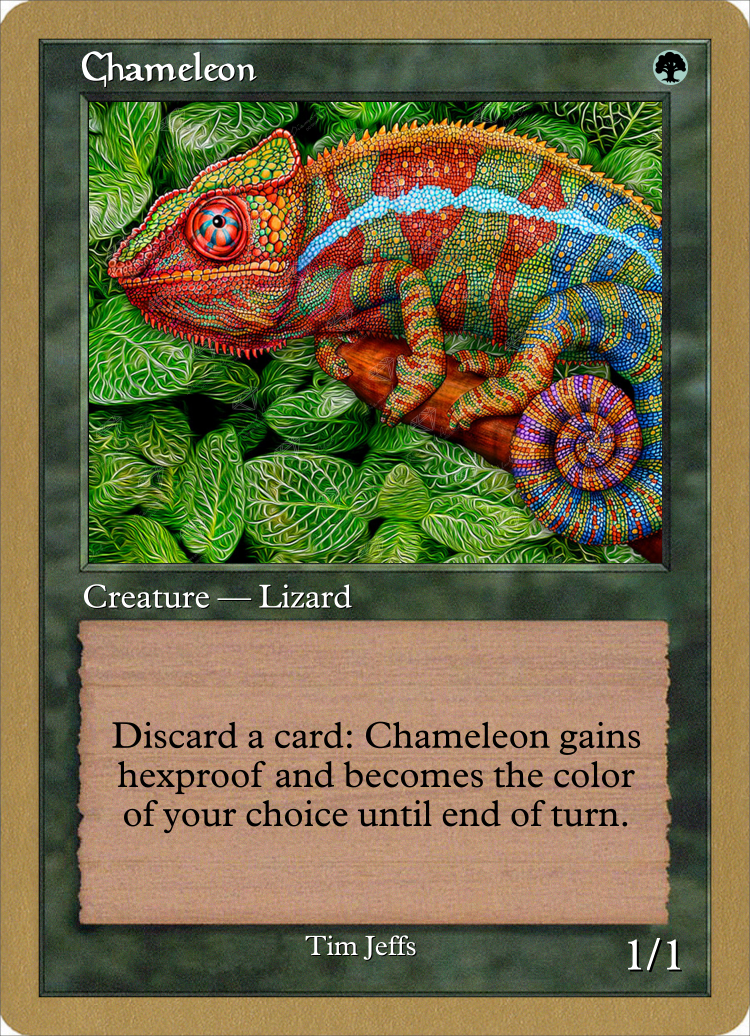 Chameleon
Creature — Lizard
Discard a card: Chameleon gains
hexproof and becomes the color
of your choice until end of turn.
Tim Jeffs
1/1